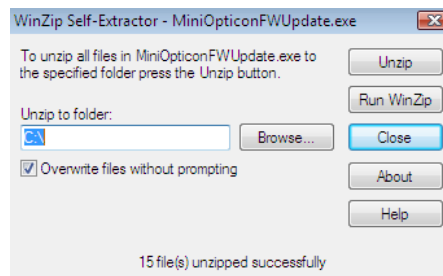 WinZip Self-Extractor - MiniOpticonFWUpdate.exe
To unzip all files in MiniOpticonFWUpdate.exe to
the specified folder press the Unzip button.
Unzip to folder:
C:\
Browse...
Overwrite files without prompting
Unzip
Run WinZip
Close
About
Help
15 file(s) unzipped successfully